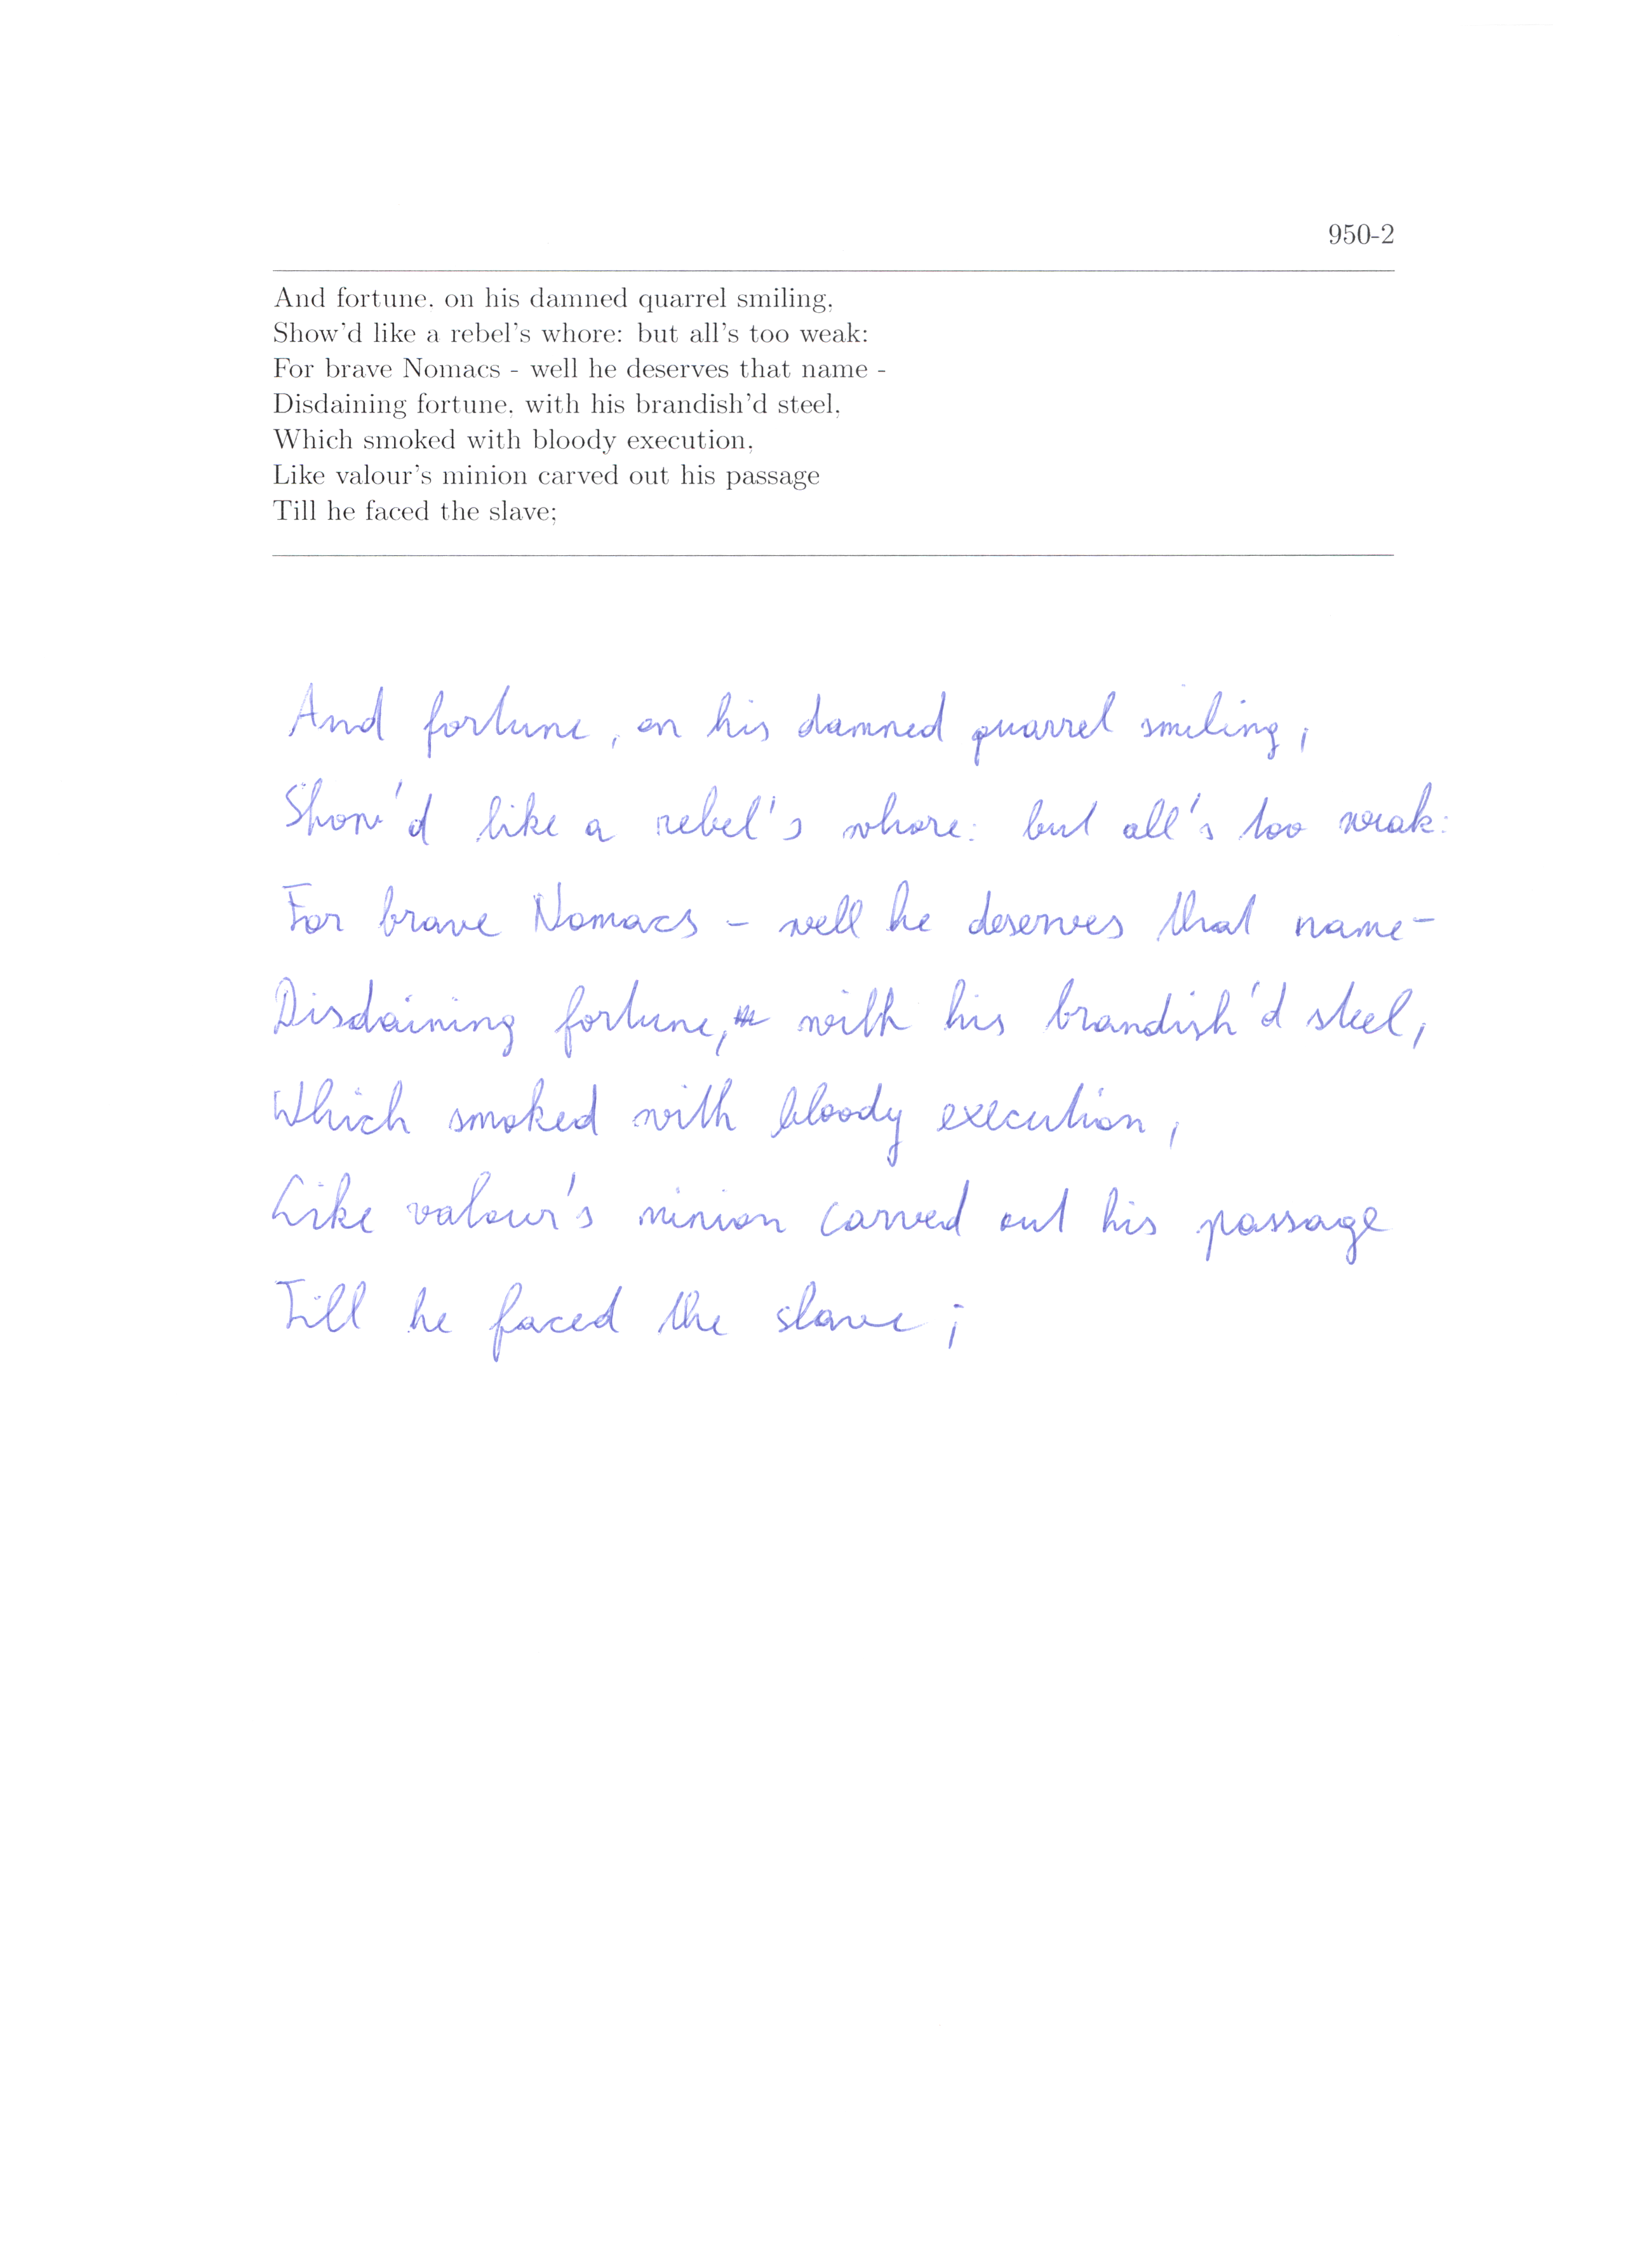 950-2
And fortune, on his damned quarrel smiling,
Show'd like a rebel's whore: but all's too weak:
For brave Nomacs - well he deserves that name -
Disdaining fortune, with his brandish'd steel,
Which smoked with bloody execution,
Like valour's minion carved out his passage
Till he faced the slave;
And fortune, on his damned quarrel smiling,
Show'd like a rebel's whore: but all's too weak:
For brave Nomacs - well he deserves that name -
Disdaining fortune, with his brandish'd steel,
Which smoked with bloody execution,
Like valour's minion carved out his passage
Till he faced the slave;